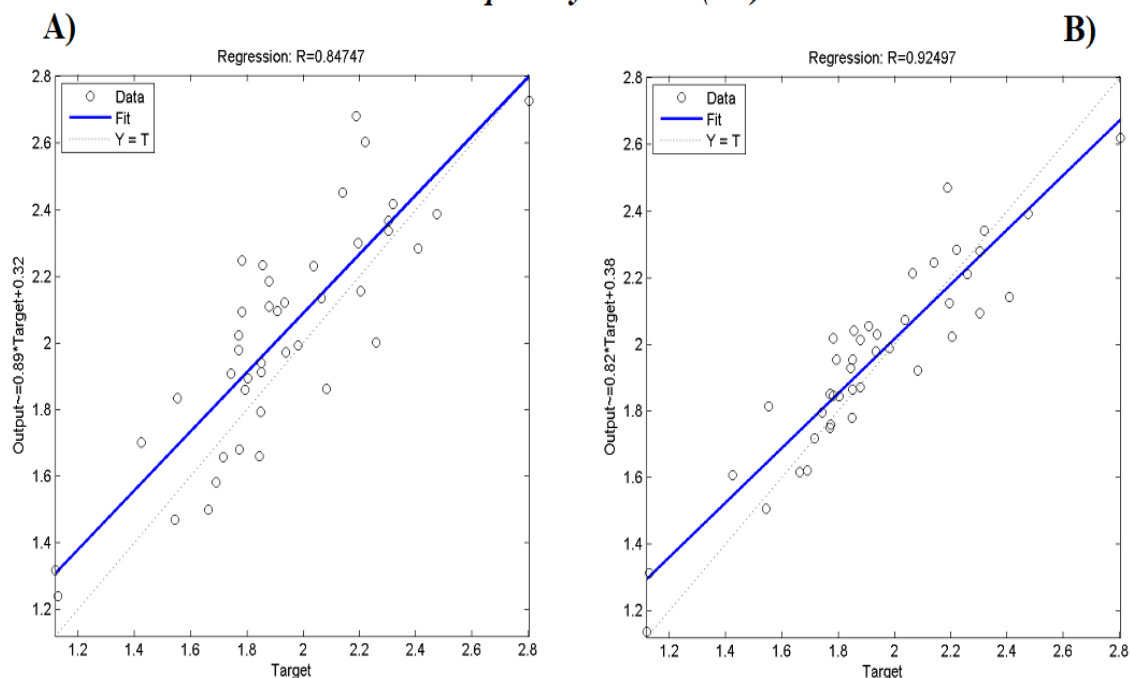 A)
B)
Regression: R=0.84747
2.8
2.6
2.4
2.2
2
1.8
1.6
1.4
1.2
Data
Fit
Y = T
Output~=0.89*Target+0.32
1.2 1.4 1.6 1.8 2 2.2 2.4 2.6 2.8
Target
Regression: R=0.92497
2.8
2.6
2.4
2.2
2
1.8
1.6
1.4
1.2
Data
Fit
Y = T
Output~=0.82*Target+0.38
1.2 1.4 1.6 1.8 2 2.2 2.4 2.6 2.8
Target